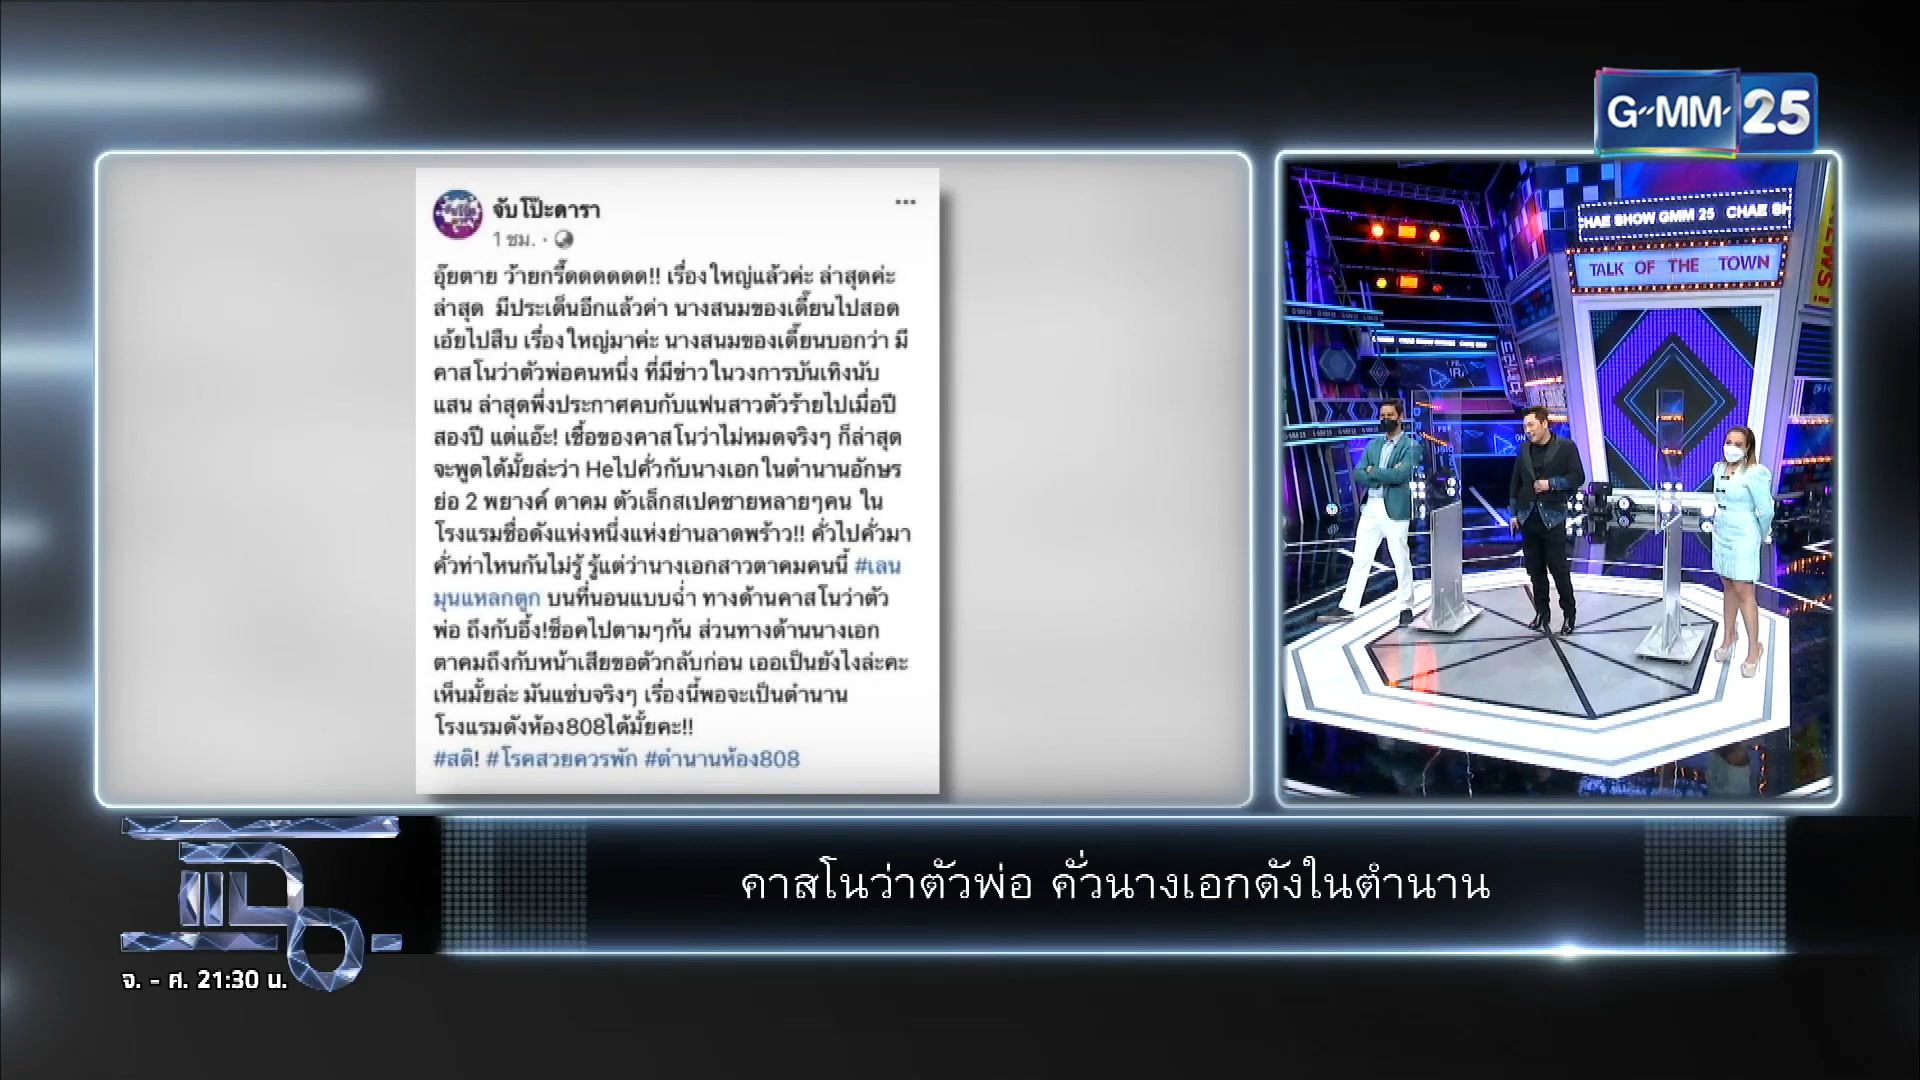 G-MM- 25
จับโป๊ะดารา
1 ชม.
อุ๊ยตาย ว้ายกรี๊ดดดดดด!! เรื่องใหญ่แล้วค่ะ ล่าสุดค่ะ
ล่าสุด มีประเด็นอีกแล้วค่า นางสนมของเตี๊ยนไปสอด
เอ้ยไปสืบ เรื่องใหญ่มาค่ะ นางสนมของเตี๊ยนบอกว่า มี
คาสโนว่าตัวพ่อคนหนึ่ง ที่มีข่าวในวงการบันเทิงนับ
แสน ล่าสุดพึ่งประกาศคบกับแฟนสาวตัวร้ายไปเมื่อปี
สองปี แต่แอ๊ะ! เชื้อของคาสโนว่าไม่หมดจริงๆ ก็ล่าสุด
จะพูดได้มั้ยล่ะว่า Heไปคั่วกับนางเอกในตำนานอักษร
ย่อ 2 พยางค์ ตาคม ตัวเล็กสเปคชายหลายๆคน ใน
โรงแรมชื่อดังแห่งหนึ่งแห่งย่านลาดพร้าว!! คั่วไปคั่วมา
คั่วท่าไหนกันไม่รู้ รู้แต่ว่านางเอกสาวตาคมคนนี้ #เลน
มุนแหลกตูก บนที่นอนแบบฉ่ำ ทางด้านคาสโนว่าตัว
พ่อ ถึงกับอึ้ง!ช็อคไปตามๆกัน ส่วนทางด้านนางเอก
ตาคมถึงกับหน้าเสียขอตัวกลับก่อน เออเป็นยังไงล่ะคะ
เห็นมั้ยล่ะ มันแซ่บจริงๆ เรื่องนี้พอจะเป็นตำนาน
โรงแรมดังห้อง808ได้มั้ยคะ!!
#สติ! #โรคสวยควรพัก #ตำนานห้อง808
CHAE SHOW GMM 25 CHAE SH
TALK OF THE TOWN
แฉ
คาสโนว่าตัวพ่อ คั่วนางเอกดังในตำนาน
จ. - ศ. 21:30 น.